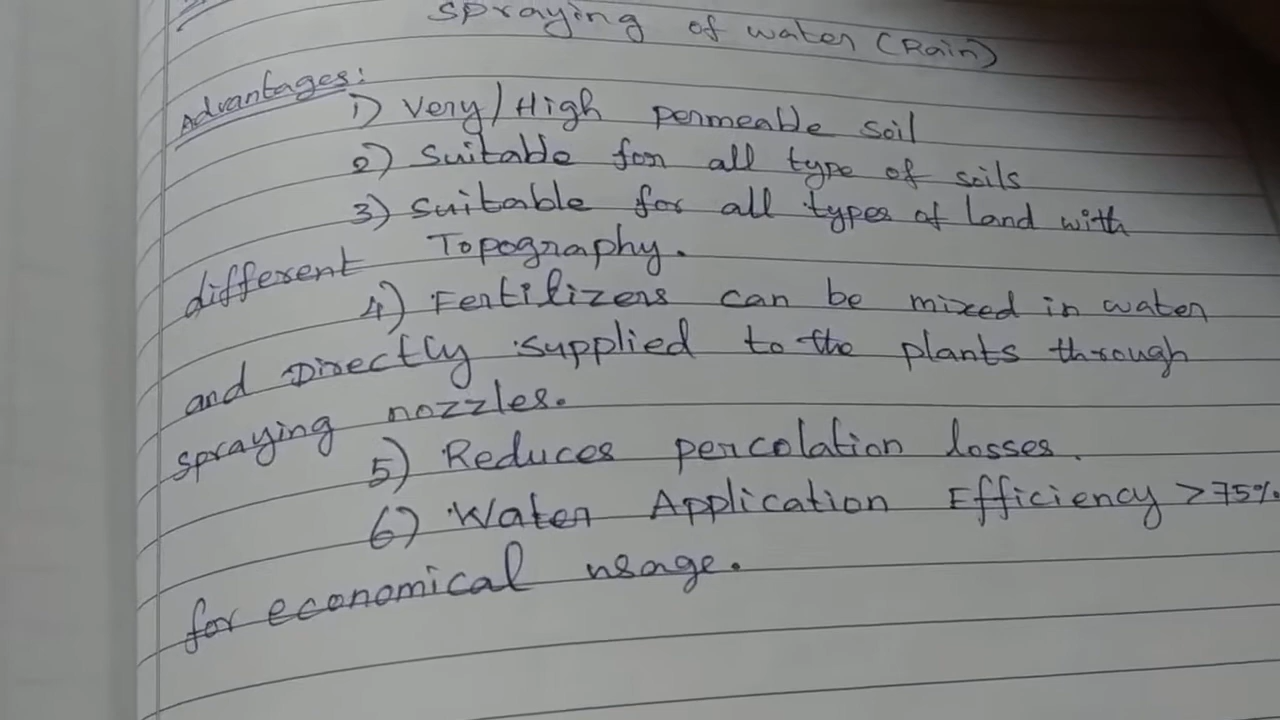 spraying of water (Rain)
Advantages:
1) Very/High permeable soil
2) Suitable for all type of soils
3) Suitable for all types of land with
different Topography.
4) Fertilizers can be mixed in water
and Directly supplied to the plants through
spraying nozzles.
5) Reduces percolation losses.
6) Water Application Efficiency >75%
for economical usage.